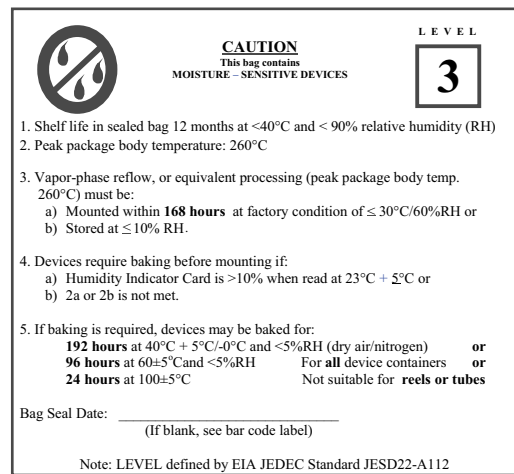 LEVEL
CAUTION
This bag contains
MOISTURE – SENSITIVE DEVICES
3
1. Shelf life in sealed bag 12 months at <40°C and < 90% relative humidity (RH)
2. Peak package body temperature: 260°C
3. Vapor-phase reflow, or equivalent processing (peak package body temp.
260°C) must be:
a) Mounted within 168 hours at factory condition of ≤ 30°C/60%RH or
b) Stored at ≤ 10% RH.
4. Devices require baking before mounting if:
a) Humidity Indicator Card is >10% when read at 23°C + 5°C or
b) 2a or 2b is not met.
5. If baking is required, devices may be baked for:
192 hours at 40°C + 5°C/-0°C and <5%RH (dry air/nitrogen) or
96 hours at 60±5°Cand <5%RH For all device containers or
24 hours at 100±5°C Not suitable for reels or tubes
Bag Seal Date: ____________________________
(If blank, see bar code label)
Note: LEVEL defined by EIA JEDEC Standard JESD22-A112